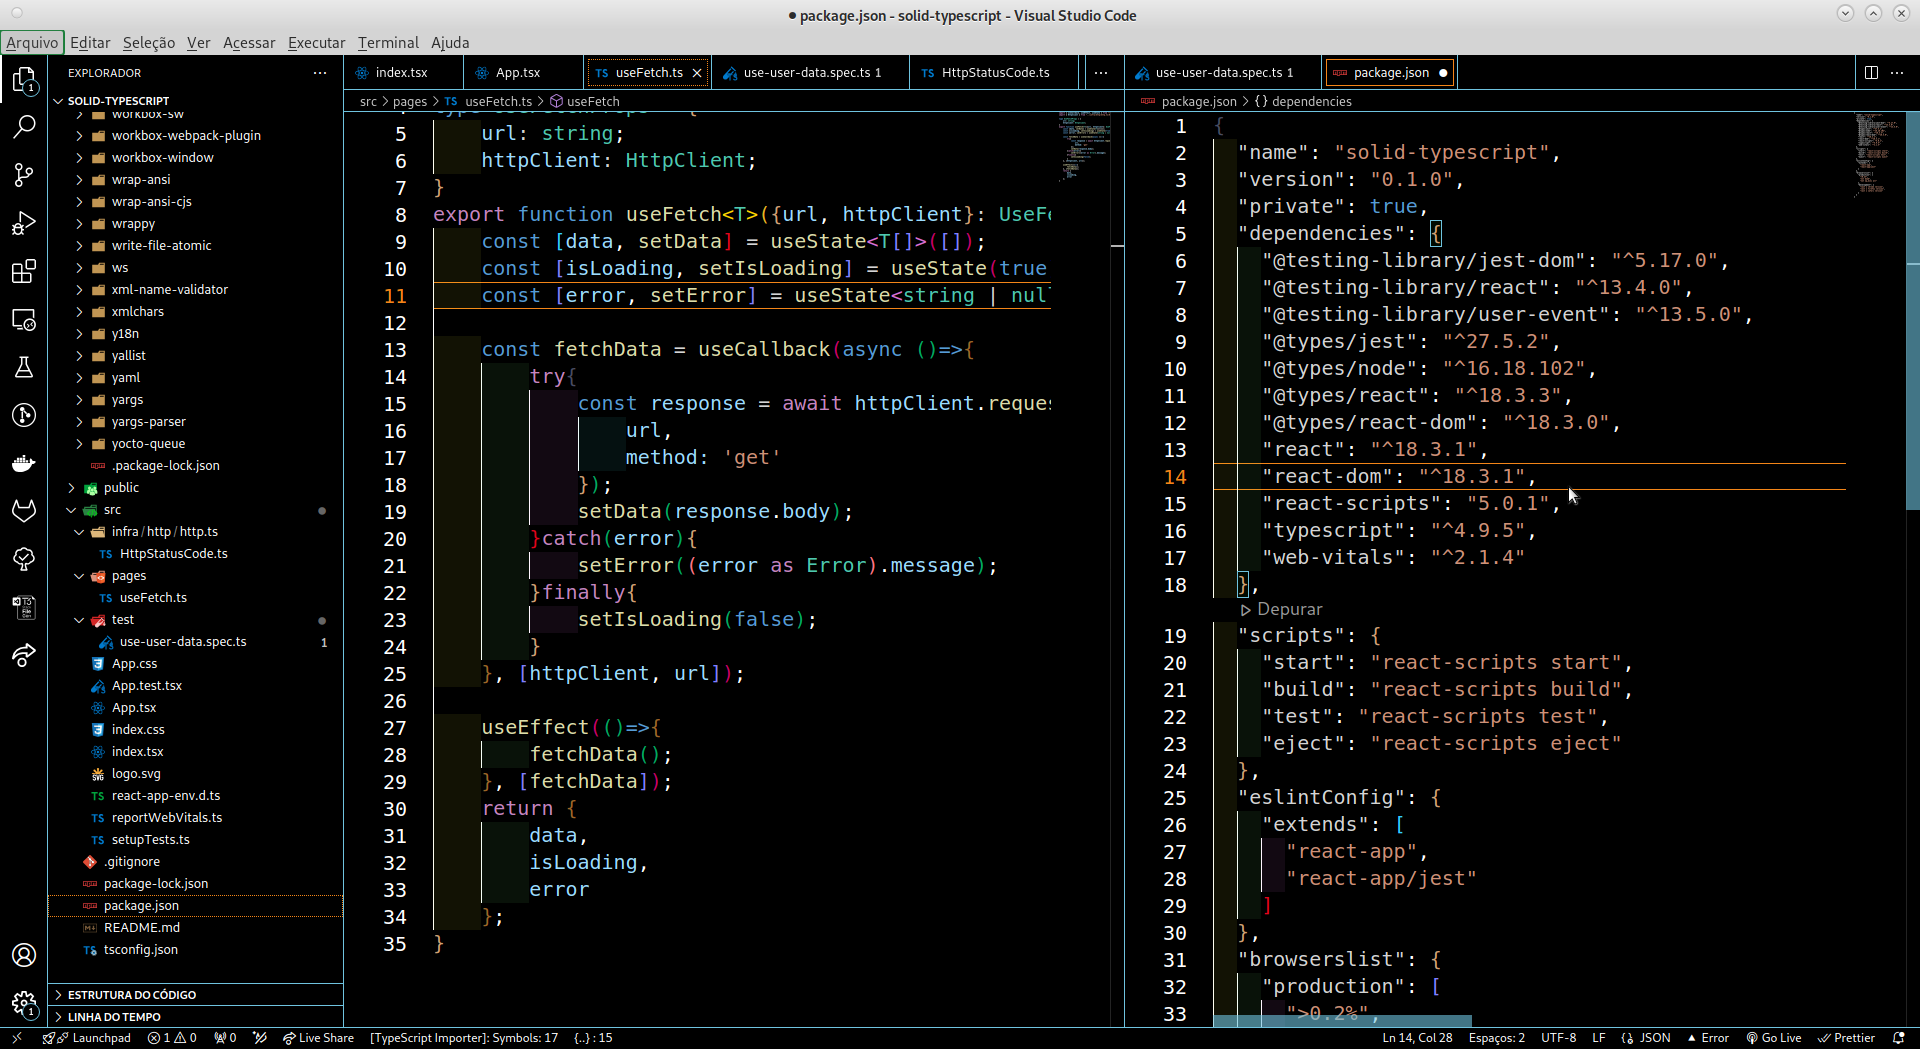 ● package.json - solid-typescript - Visual Studio Code
Arquivo Editar Seleção Ver Acessar Executar Terminal Ajuda
EXPLORADOR ···
SOLID-TYPESCRIPT
workbox-sw
workbox-webpack-plugin
workbox-window
wrap-ansi
wrap-ansi-cjs
wrappy
write-file-atomic
ws
xml-name-validator
xmlchars
y18n
yallist
yaml
yargs
yargs-parser
yocto-queue
.package-lock.json
public
src
infra / http / http.ts
TS HttpStatusCode.ts
pages
TS useFetch.ts
test
use-user-data.spec.ts 1
App.css
App.test.tsx
App.tsx
index.css
index.tsx
logo.svg
TS react-app-env.d.ts
TS reportWebVitals.ts
TS setupTests.ts
.gitignore
package-lock.json
package.json
README.md
TS tsconfig.json
ESTRUTURA DO CÓDIGO
LINHA DO TEMPO
index.tsx App.tsx TS useFetch.ts × use-user-data.spec.ts 1 TS HttpStatusCode.ts ···
src > pages > TS useFetch.ts > useFetch
5 url: string;
6 httpClient: HttpClient;
7 }
8 export function useFetch<T>({url, httpClient}: UseFe
9 const [data, setData] = useState<T[]>([]);
10 const [isLoading, setIsLoading] = useState(true
11 const [error, setError] = useState<string | nul
12
13 const fetchData = useCallback(async ()=>{
14 try{
15 const response = await httpClient.reques
16 url,
17 method: 'get'
18 });
19 setData(response.body);
20 }catch(error){
21 setError((error as Error).message);
22 }finally{
23 setIsLoading(false);
24 }
25 }, [httpClient, url]);
26
27 useEffect(()=>{
28 fetchData();
29 }, [fetchData]);
30 return {
31 data,
32 isLoading,
33 error
34 };
35 }
use-user-data.spec.ts 1 package.json ● ···
package.json > {} dependencies
1 {
2 "name": "solid-typescript",
3 "version": "0.1.0",
4 "private": true,
5 "dependencies": {
6 "@testing-library/jest-dom": "^5.17.0",
7 "@testing-library/react": "^13.4.0",
8 "@testing-library/user-event": "^13.5.0",
9 "@types/jest": "^27.5.2",
10 "@types/node": "^16.18.102",
11 "@types/react": "^18.3.3",
12 "@types/react-dom": "^18.3.0",
13 "react": "^18.3.1",
14 "react-dom": "^18.3.1",
15 "react-scripts": "5.0.1",
16 "typescript": "^4.9.5",
17 "web-vitals": "^2.1.4"
18 },
Depurar
19 "scripts": {
20 "start": "react-scripts start",
21 "build": "react-scripts build",
22 "test": "react-scripts test",
23 "eject": "react-scripts eject"
24 },
25 "eslintConfig": {
26 "extends": [
27 "react-app",
28 "react-app/jest"
29 ]
30 },
31 "browserslist": {
32 "production": [
33 ">0.2%",
Launchpad 1 0 0 Live Share [TypeScript Importer]: Symbols: 17 {..} : 15 Ln 14, Col 28 Espaços: 2 UTF-8 LF {} JSON Error Go Live Prettier